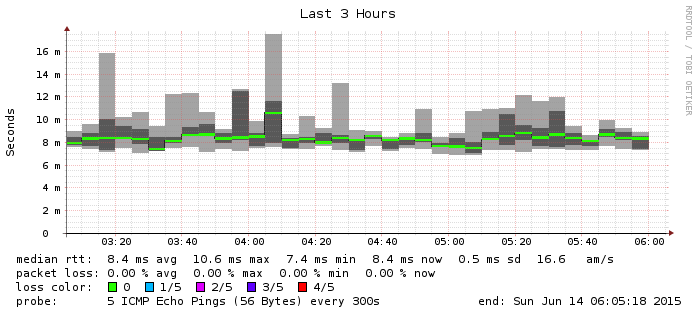 Last 3 Hours
RRDTOOL / TOBI OETIKER
Seconds
16 m
14 m
12 m
10 m
8 m
6 m
4 m
2 m
0
03:20 03:40 04:00 04:20 04:40 05:00 05:20 05:40 06:00
median rtt: 8.4 ms avg 10.6 ms max 7.4 ms min 8.4 ms now 0.5 ms sd 16.6 am/s
packet loss: 0.00 % avg 0.00 % max 0.00 % min 0.00 % now
loss color: 0 1/5 2/5 3/5 4/5
probe: 5 ICMP Echo Pings (56 Bytes) every 300s end: Sun Jun 14 06:05:18 2015